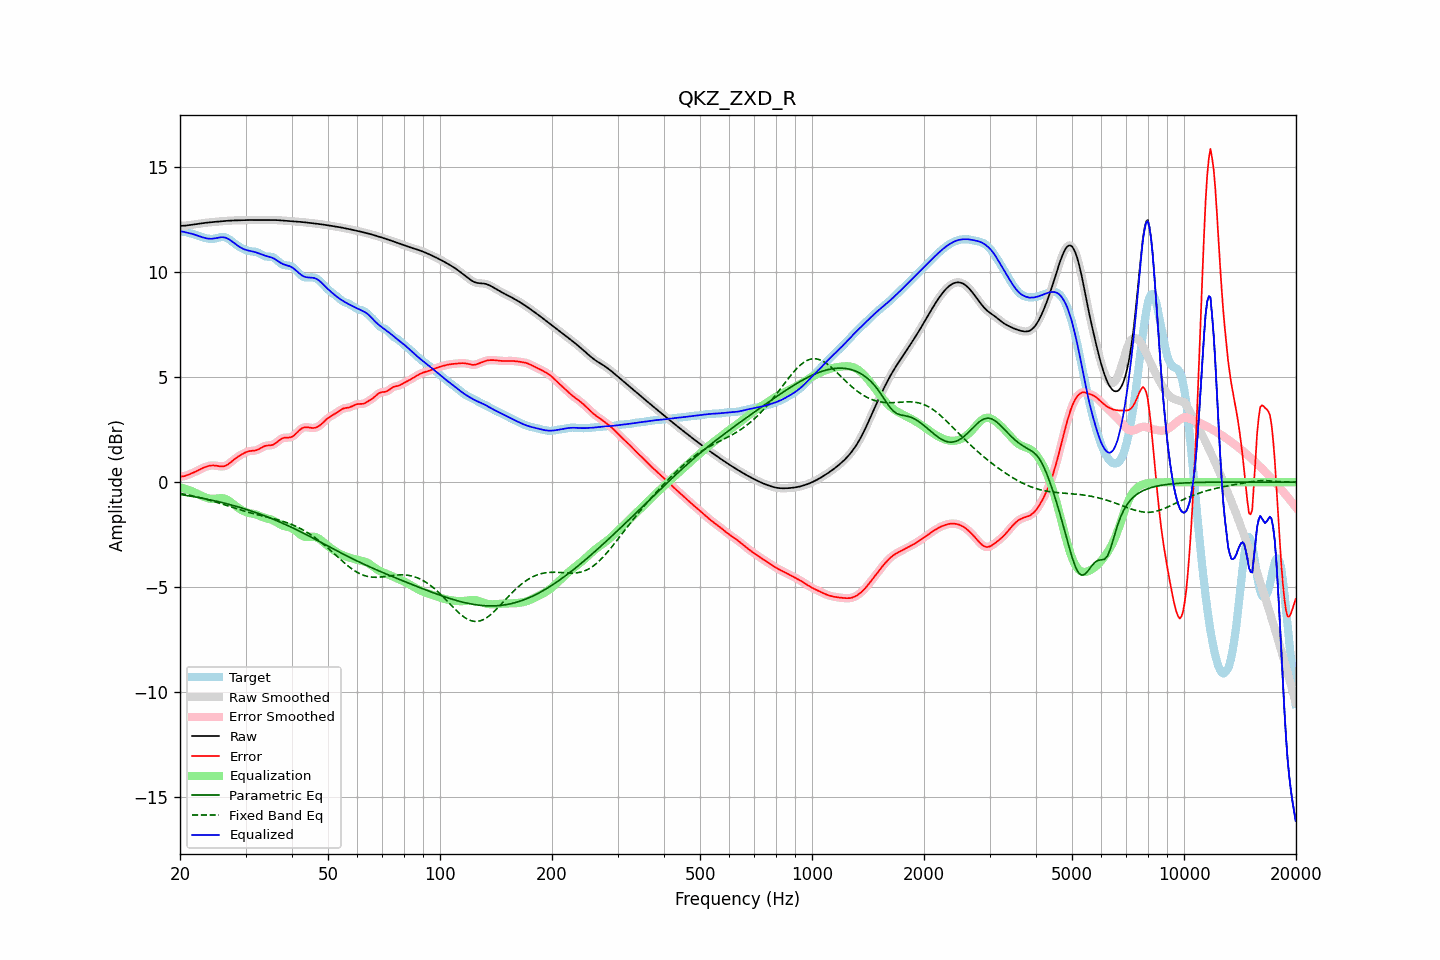 QKZ_ZXD_R
Amplitude (dBr)
15
10
5
0
−5
−10
−15
Target
Raw Smoothed
Error Smoothed
Raw
Error
Equalization
Parametric Eq
Fixed Band Eq
Equalized
20 50 100 200 500 1000 2000 5000 10000 20000
Frequency (Hz)